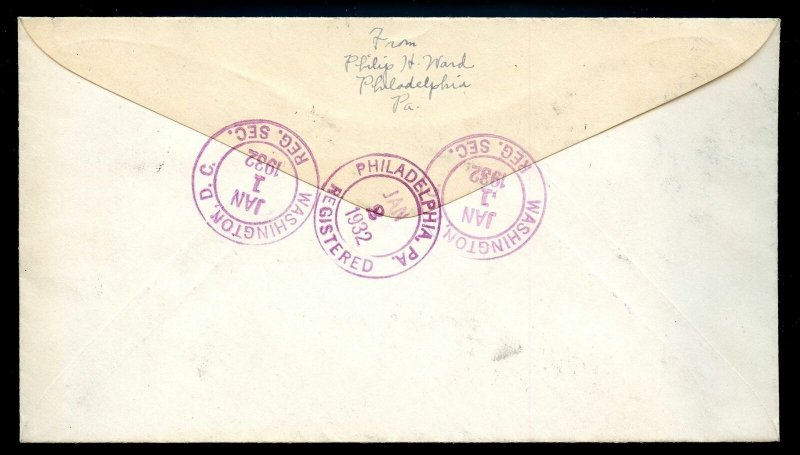 From
Philip H. Ward
Philadelphia
Pa.
WASHINGTON, D. C.
JAN
1
1932
REG. SEC.
PHILADELPHIA, PA.
JAN
1932
REGISTERED
WASHINGTON
JAN
1
1932
REG. SEC.